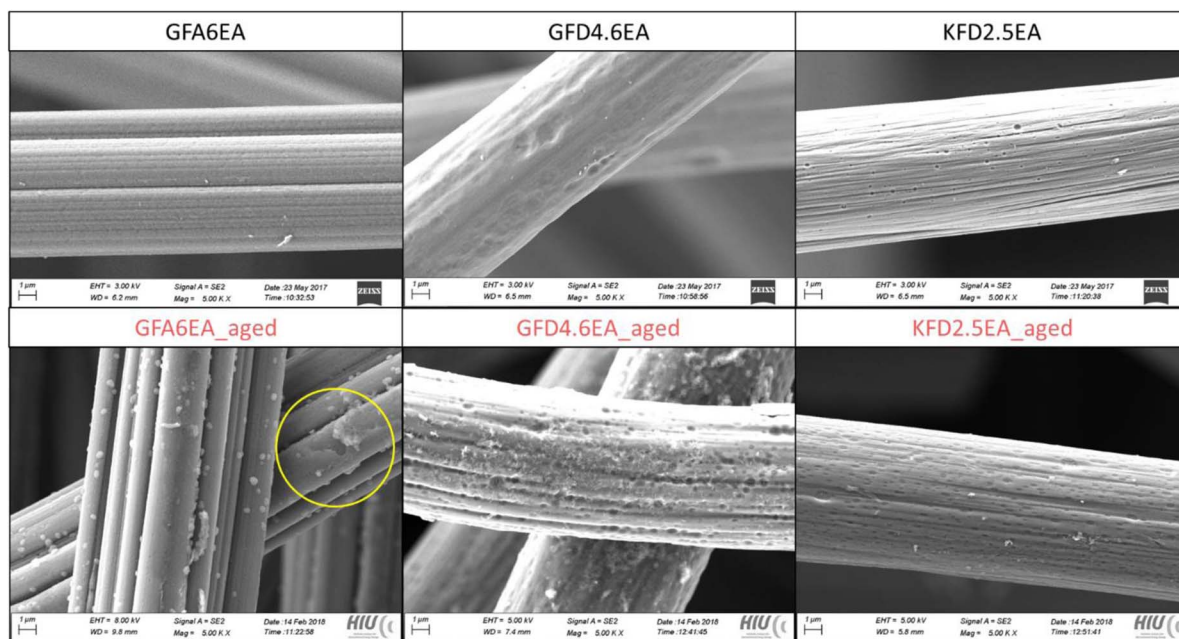 GFA6EA GFD4.6EA KFD2.5EA
1 µm EHT = 3.00 kV Signal A = SE2 Date :23 May 2017 ZEISS
WD = 6.2 mm Mag = 5.00 K X Time :10:32:53
1 µm EHT = 3.00 kV Signal A = SE2 Date :23 May 2017 ZEISS
WD = 6.5 mm Mag = 5.00 K X Time :10:58:56
1 µm EHT = 3.00 kV Signal A = SE2 Date :23 May 2017 ZEISS
WD = 6.5 mm Mag = 5.00 K X Time :11:20:38
GFA6EA_aged GFD4.6EA_aged KFD2.5EA_aged
1 µm EHT = 8.00 kV Signal A = SE2 Date :14 Feb 2018 HIU
WD = 9.8 mm Mag = 5.00 K X Time :11:22:58
1 µm EHT = 5.00 kV Signal A = SE2 Date :14 Feb 2018 HIU
WD = 7.4 mm Mag = 5.00 K X Time :12:41:45
1 µm EHT = 5.00 kV Signal A = SE2 Date :14 Feb 2018 HIU
WD = 5.8 mm Mag = 5.00 K X Time :12:51:41